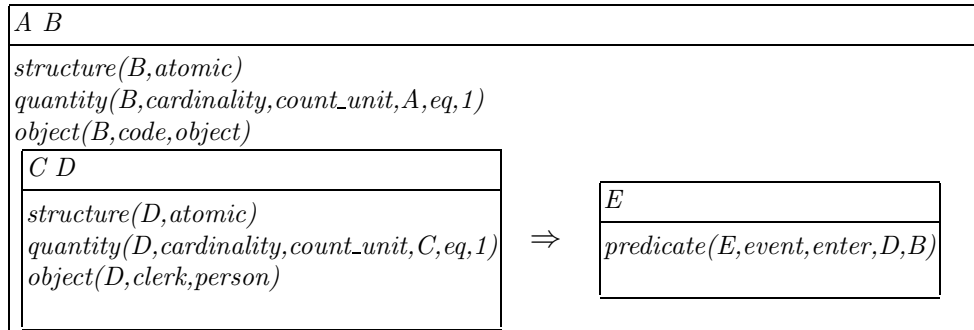 A B
structure(B,atomic)
quantity(B,cardinality,count_unit,A,eq,1)
object(B,code,object)
C D
structure(D,atomic)
quantity(D,cardinality,count_unit,C,eq,1)
object(D,clerk,person)
⇒
E
predicate(E,event,enter,D,B)